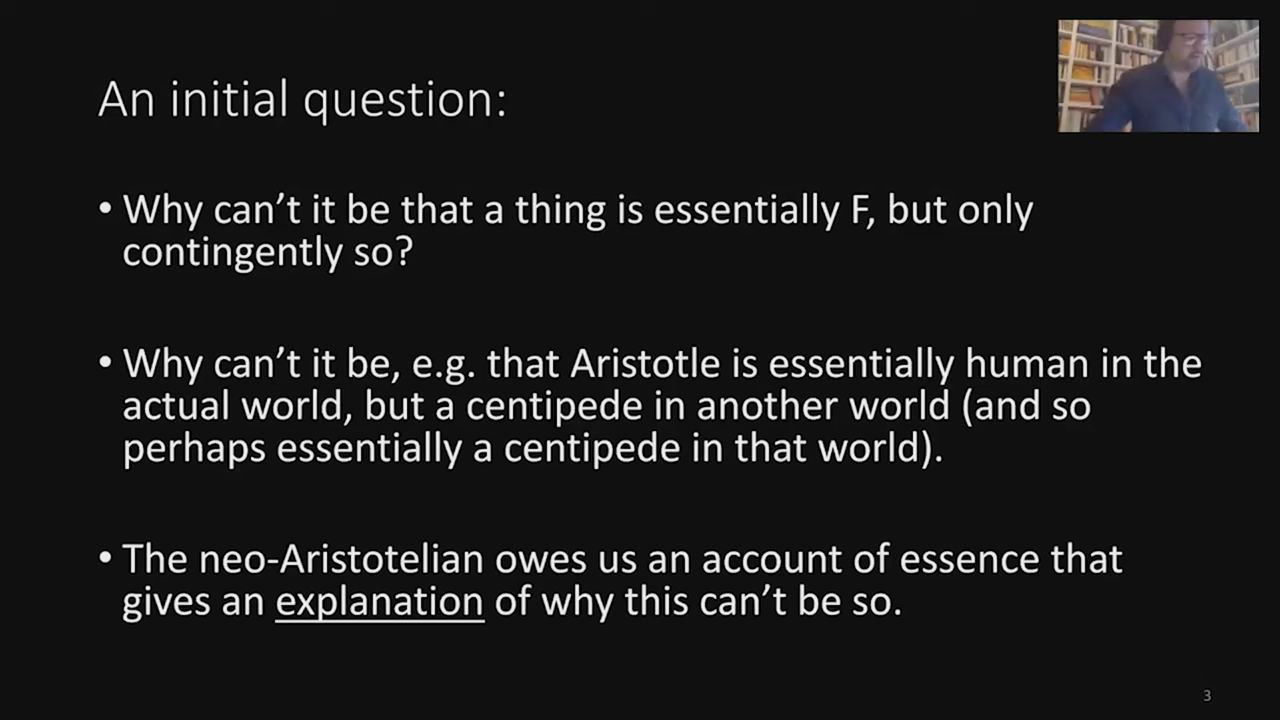 An initial question:
• Why can’t it be that a thing is essentially F, but only
contingently so?
• Why can’t it be, e.g. that Aristotle is essentially human in the
actual world, but a centipede in another world (and so
perhaps essentially a centipede in that world).
• The neo-Aristotelian owes us an account of essence that
gives an explanation of why this can’t be so.
3